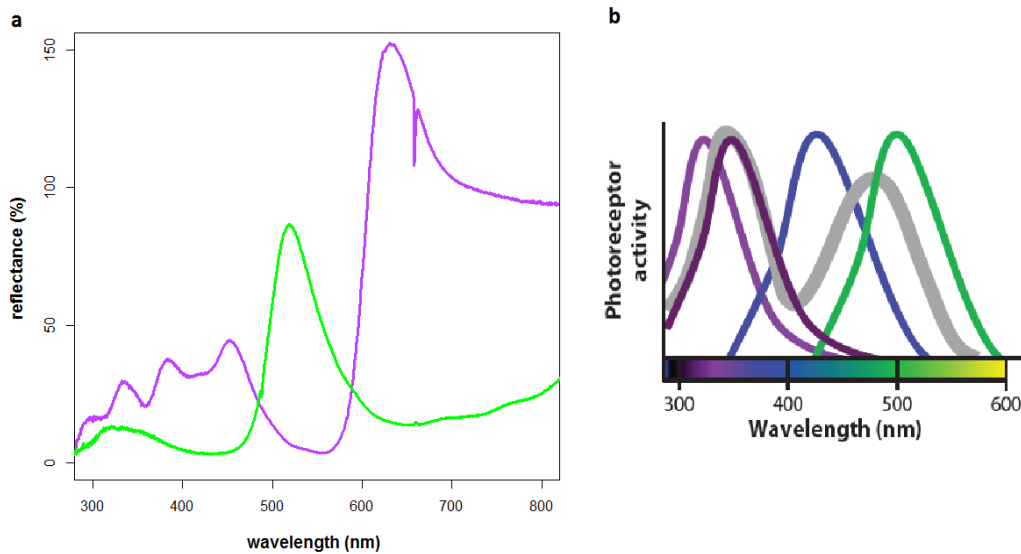 a
150
100
50
0
reflectance (%)
300 400 500 600 700 800
wavelength (nm)
b
Photoreceptor
activity
300 400 500 600
Wavelength (nm)